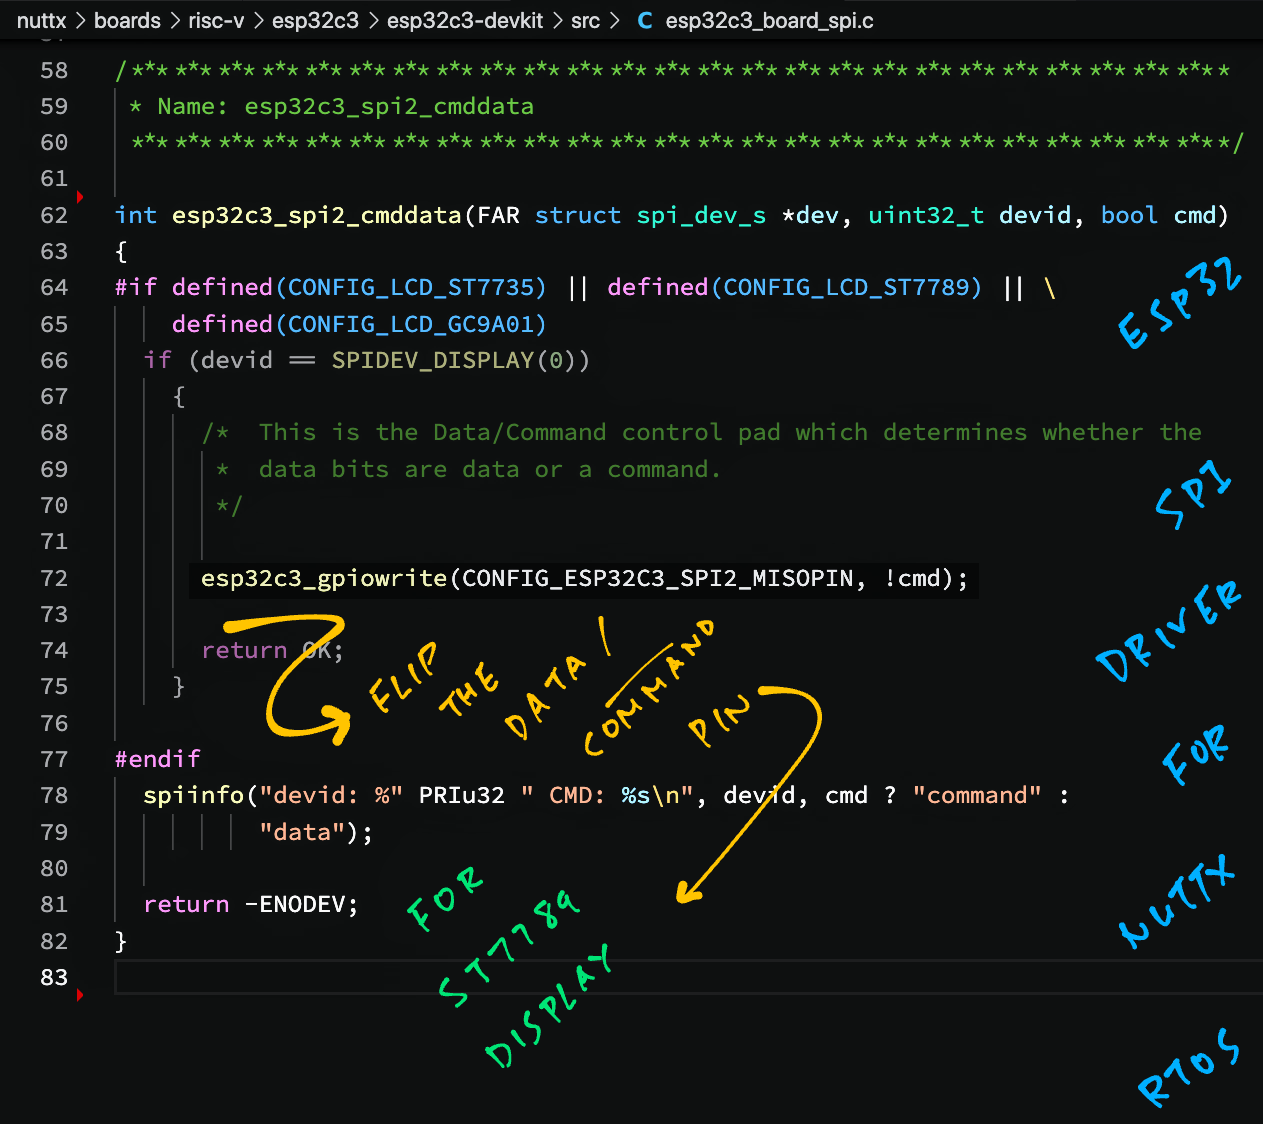 nuttx > boards > risc-v > esp32c3 > esp32c3-devkit > src > C esp32c3_board_spi.c
58 /*********************************************************************************
59 * Name: esp32c3_spi2_cmddata
60 *********************************************************************************/
61
62 int esp32c3_spi2_cmddata(FAR struct spi_dev_s *dev, uint32_t devid, bool cmd)
63 {
64 #if defined(CONFIG_LCD_ST7735) || defined(CONFIG_LCD_ST7789) || \
65 defined(CONFIG_LCD_GC9A01)
66 if (devid == SPIDEV_DISPLAY(0))
67 {
68 /* This is the Data/Command control pad which determines whether the
69 * data bits are data or a command.
70 */
71
72 esp32c3_gpiowrite(CONFIG_ESP32C3_SPI2_MISOPIN, !cmd);
73
74 return OK;
75 }
76
77 #endif
78 spiinfo("devid: %" PRIu32 " CMD: %s\n", devid, cmd ? "command" :
79 "data");
80
81 return -ENODEV;
82 }
83
FLIP
THE
DATA /
COMMAND
PIN
FOR
ST7789
DISPLAY
ESP32
SPI
DRIVER
FOR
NUTTX
RTOS